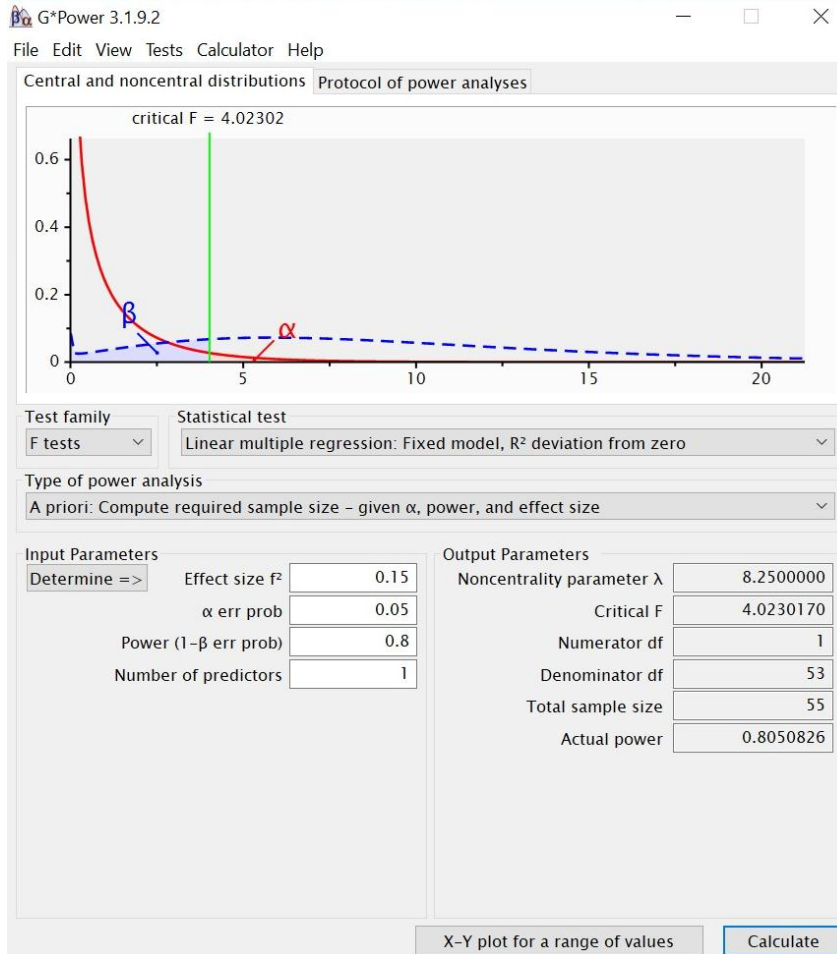 G*Power 3.1.9.2
File Edit View Tests Calculator Help
Central and noncentral distributions Protocol of power analyses
critical F = 4.02302
0.6
0.4
0.2
0
β
α
0 5 10 15 20
Test family Statistical test
F tests Linear multiple regression: Fixed model, R² deviation from zero
Type of power analysis
A priori: Compute required sample size – given α, power, and effect size
Input Parameters
Determine => Effect size f² 0.15
α err prob 0.05
Power (1–β err prob) 0.8
Number of predictors 1
Output Parameters
Noncentrality parameter λ 8.2500000
Critical F 4.0230170
Numerator df 1
Denominator df 53
Total sample size 55
Actual power 0.8050826
X–Y plot for a range of values Calculate